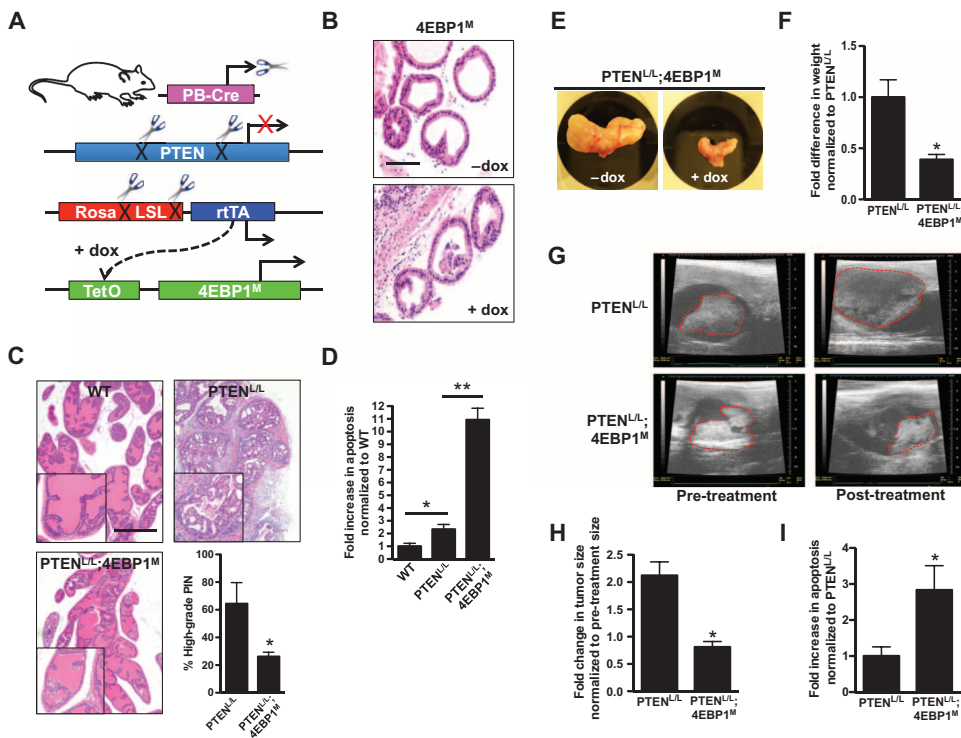 A
PB-Cre
X
X
X
PTEN
Rosa
X
LSL
X
rtTA
+ dox
TetO
4EBP1ᴹ
B
4EBP1ᴹ
–dox
+ dox
C
WT
PTENᴸ/ᴸ
PTENᴸ/ᴸ;4EBP1ᴹ
% High-grade PIN
100
80
60
40
20
0
*
PTENᴸ/ᴸ
PTENᴸ/ᴸ;
4EBP1ᴹ
D
Fold increase in apoptosis
normalized to WT
12
11
10
9
8
7
6
5
4
3
2
1
0
*
**
WT
PTENᴸ/ᴸ
PTENᴸ/ᴸ;
4EBP1ᴹ
E
PTENᴸ/ᴸ;4EBP1ᴹ
–dox
+ dox
F
Fold difference in weight
normalized to PTENᴸ/ᴸ
1.5
1.0
0.5
0
*
PTENᴸ/ᴸ
PTENᴸ/ᴸ
4EBP1ᴹ
G
PTENᴸ/ᴸ
PTENᴸ/ᴸ;
4EBP1ᴹ
Pre-treatment
Post-treatment
H
Fold change in tumor size
normalized to pre-treatment size
2.5
2.0
1.5
1.0
0.5
0.0
*
PTENᴸ/ᴸ
PTENᴸ/ᴸ;
4EBP1ᴹ
I
Fold increase in apoptosis
normalized to PTENᴸ/ᴸ
4
2
0
*
PTENᴸ/ᴸ
PTENᴸ/ᴸ;
4EBP1ᴹ